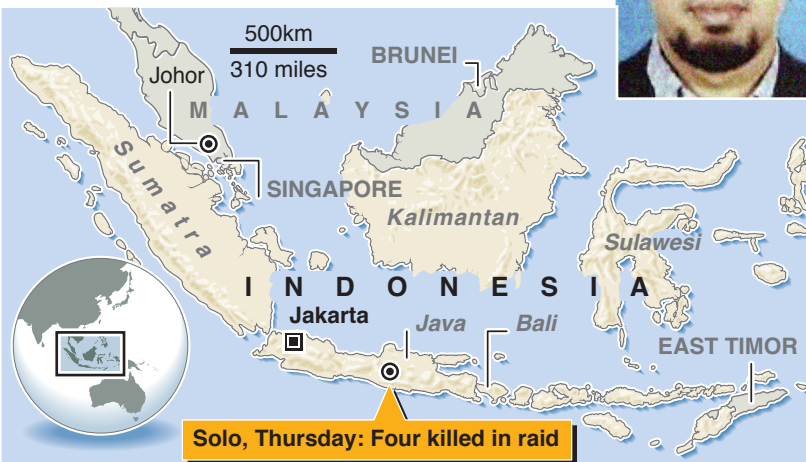 500km
310 miles
BRUNEI
Johor
MALAYSIA
SINGAPORE
Sumatra
Kalimantan
Sulawesi
INDONESIA
Jakarta
Java
Bali
EAST TIMOR
Solo, Thursday: Four killed in raid